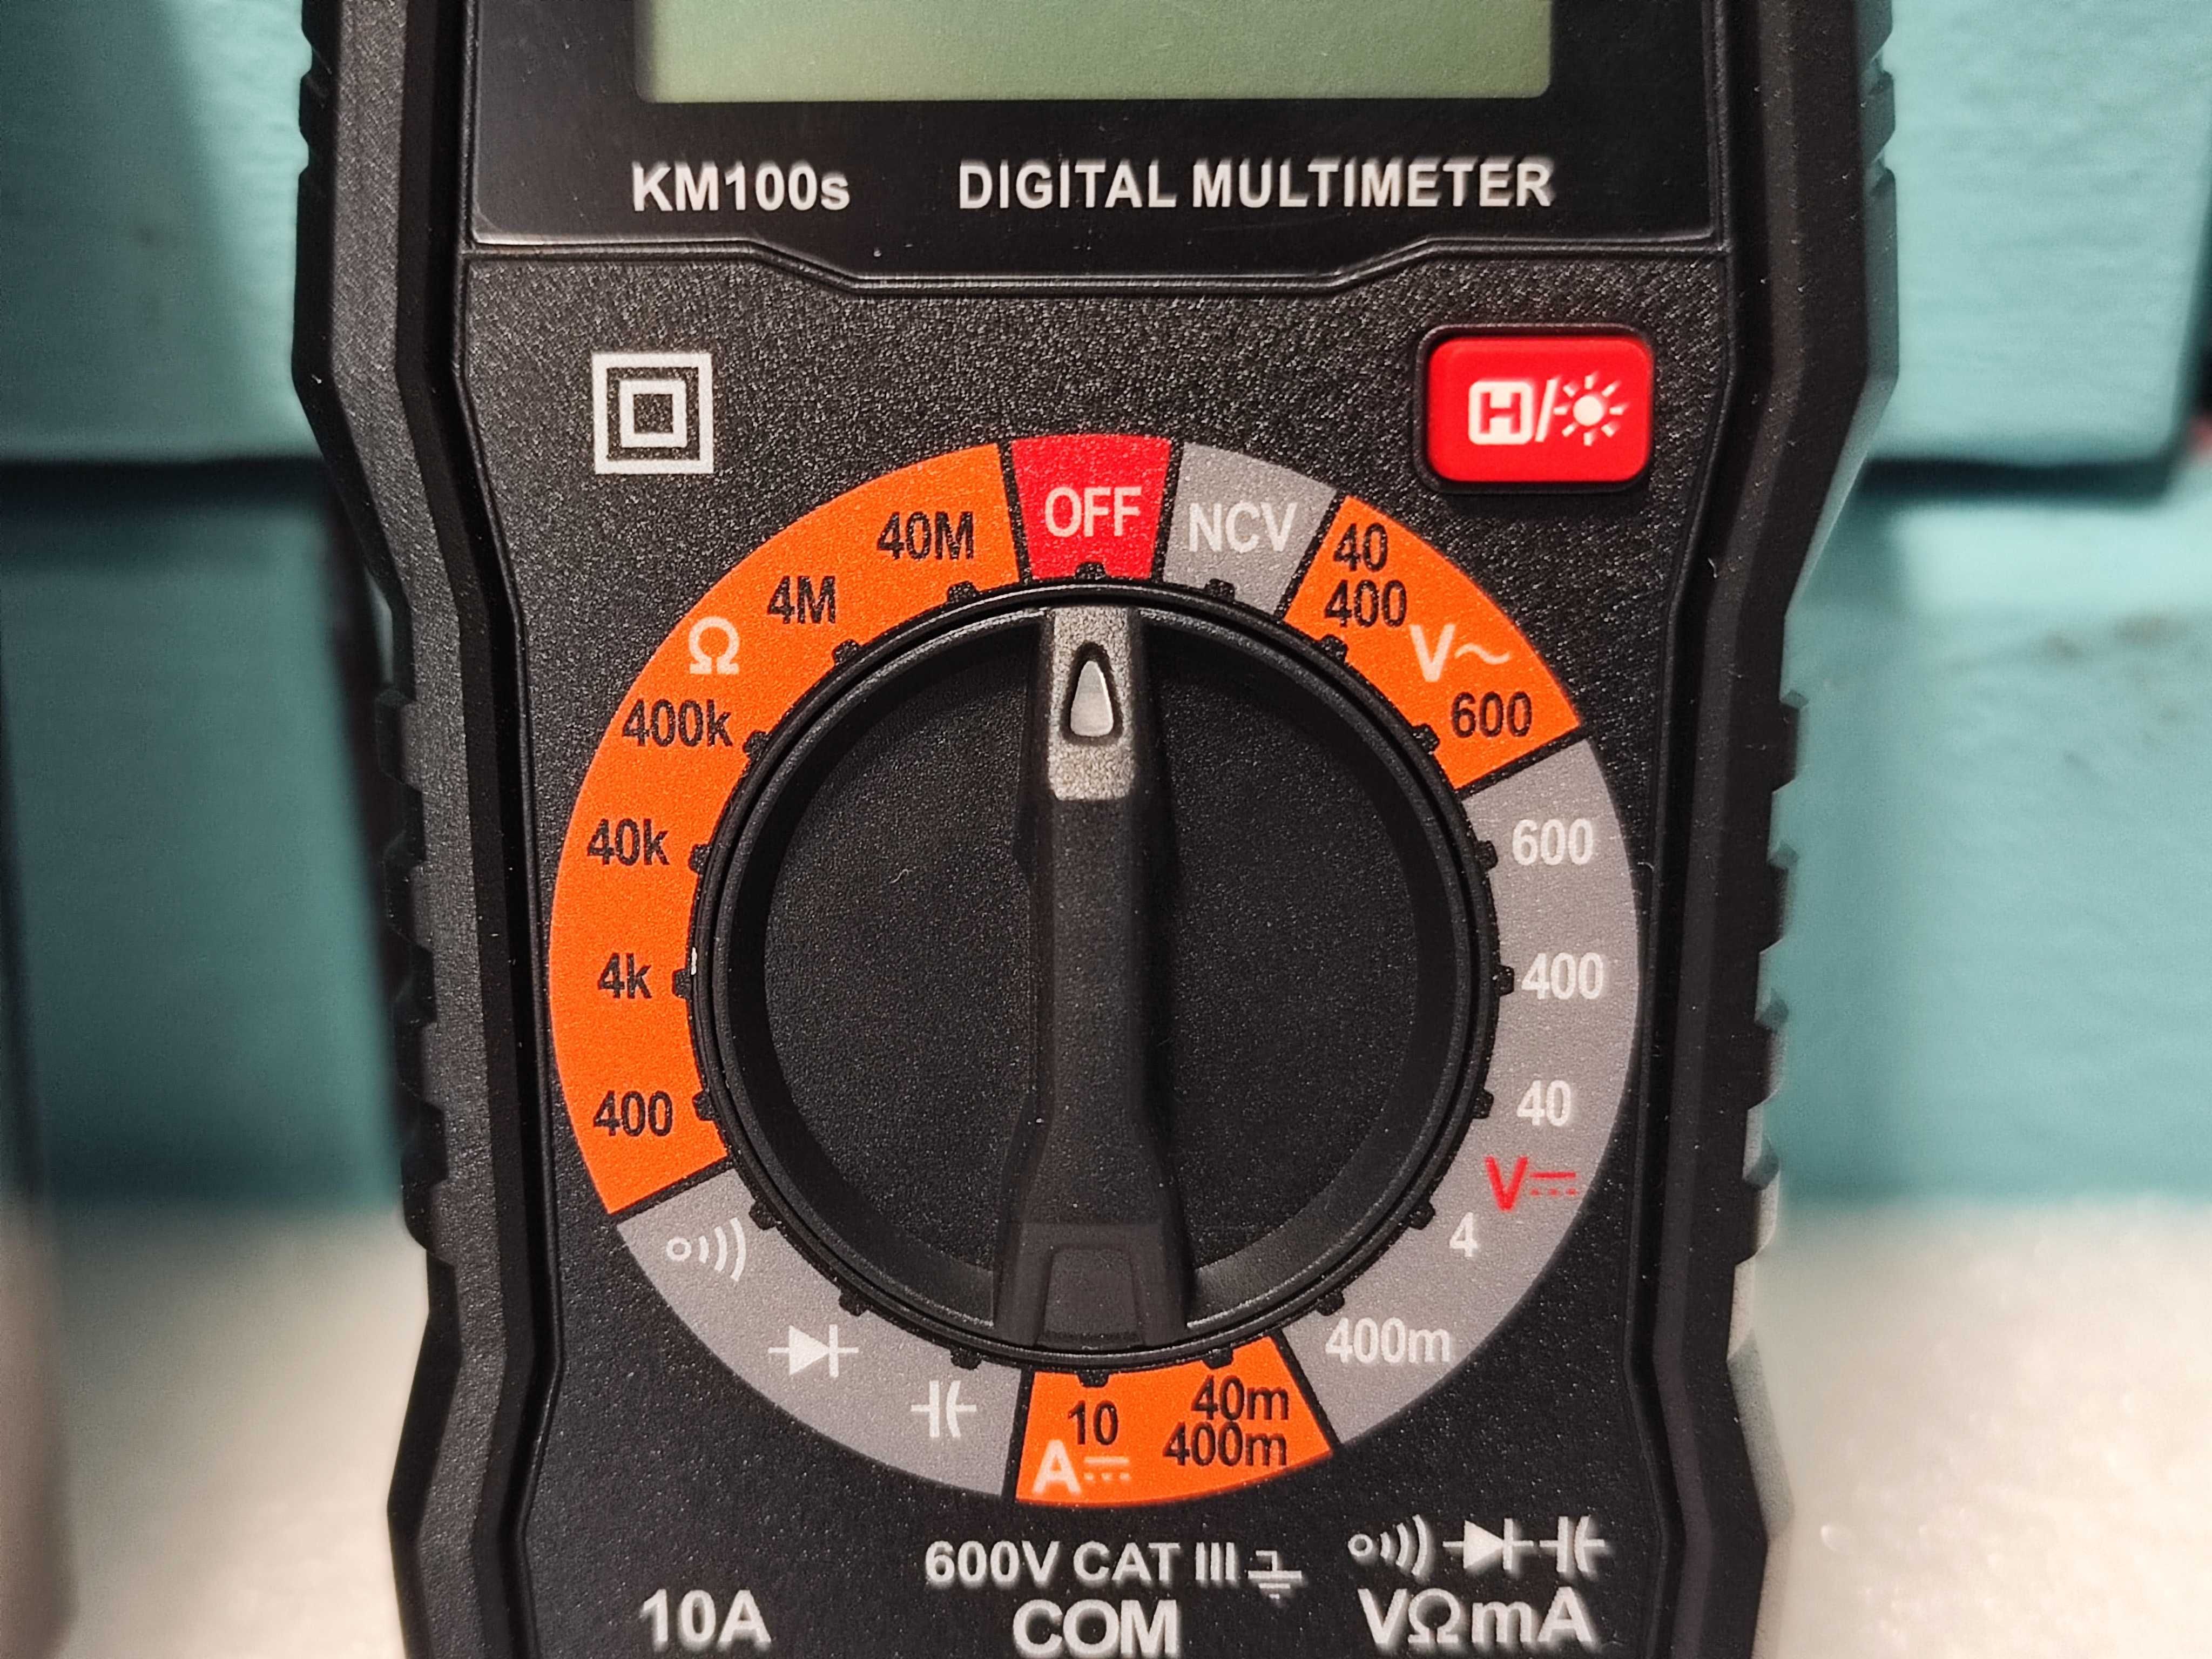 KM100s DIGITAL MULTIMETER
H/
OFF
NCV
40
400
V~
600
600
400
40
V
4
400m
40m
400m
10
A
40M
4M
Ω
400k
40k
4k
400
600V CAT III
10A COM VΩmA